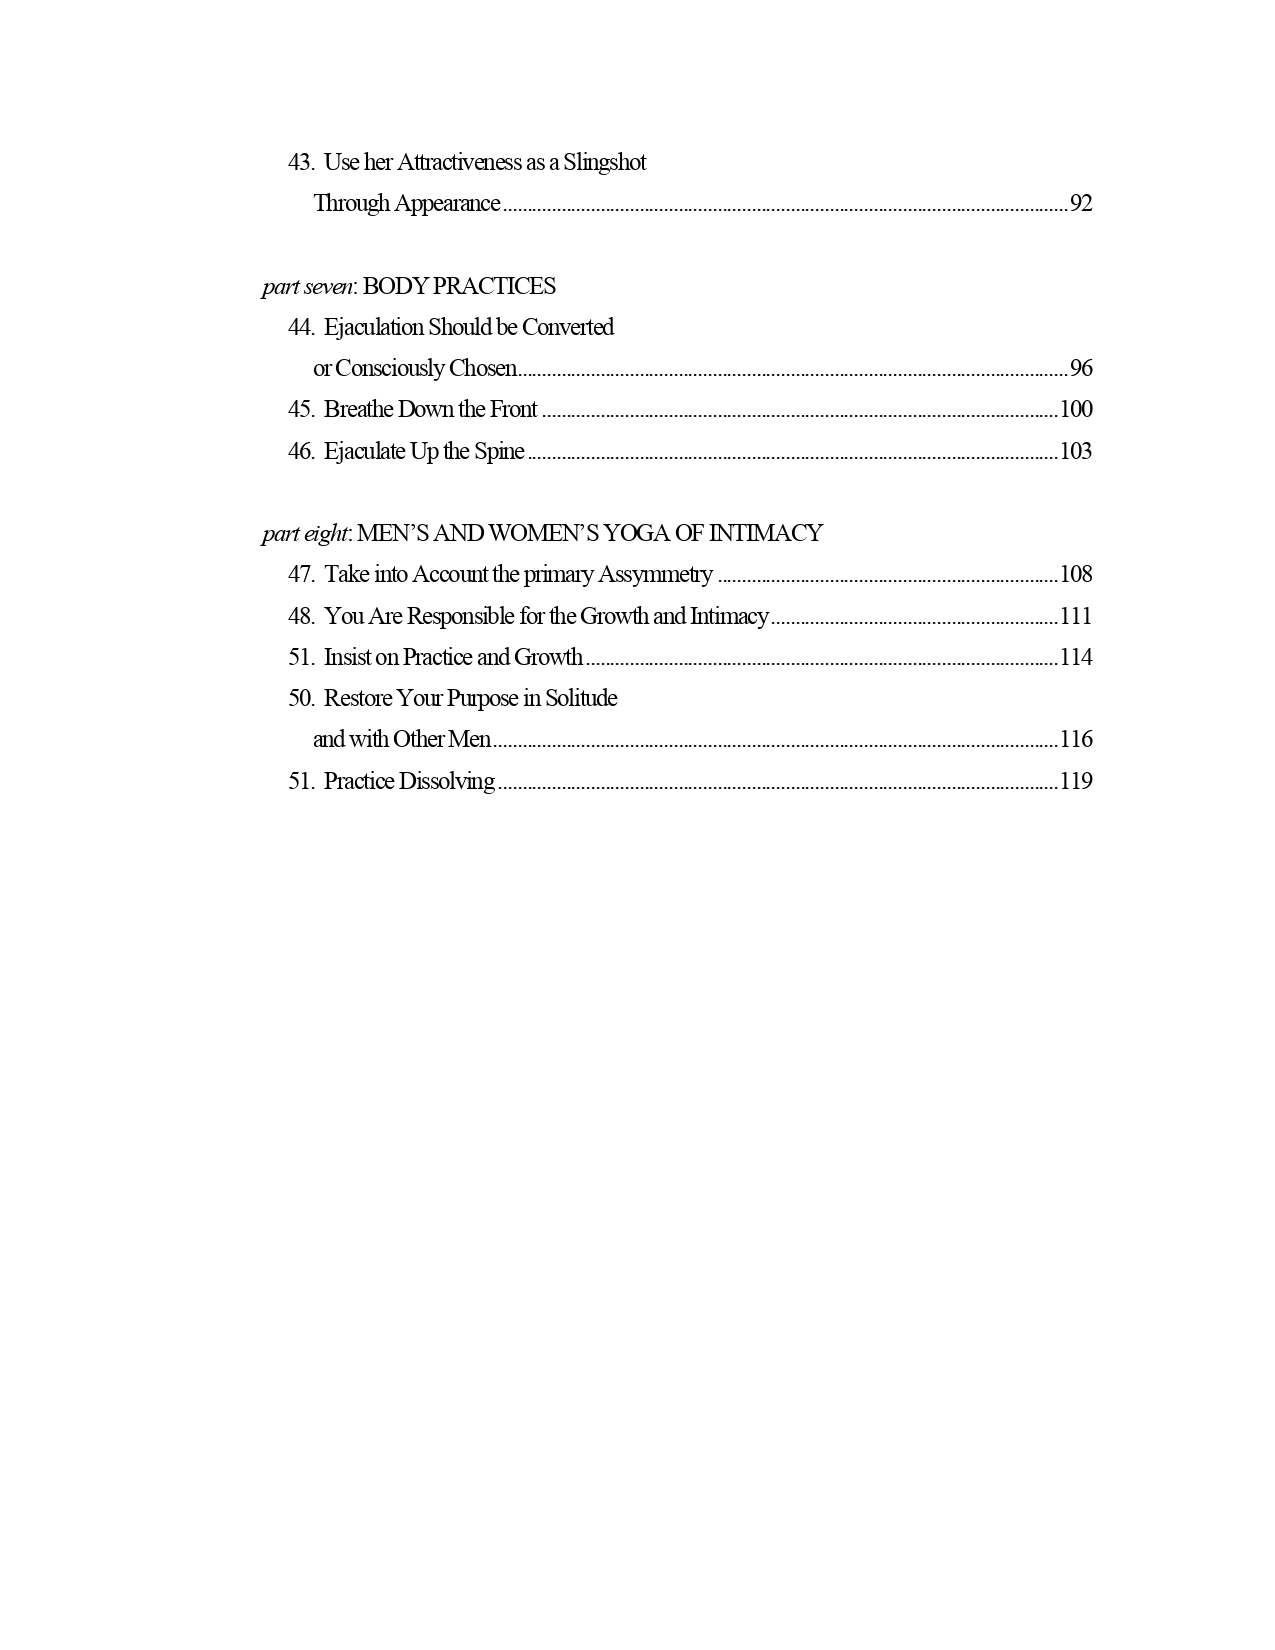 43. Use her Attractiveness as a Slingshot
Through Appearance....................................................................................................................92
part seven: BODY PRACTICES
44. Ejaculation Should be Converted
or Consciously Chosen.................................................................................................................96
45. Breathe Down the Front ..........................................................................................................100
46. Ejaculate Up the Spine.............................................................................................................103
part eight: MEN’S AND WOMEN’S YOGA OF INTIMACY
47. Take into Account the primary Assymmetry ......................................................................108
48. You Are Responsible for the Growth and Intimacy...........................................................111
51. Insist on Practice and Growth.................................................................................................114
50. Restore Your Purpose in Solitude
and with Other Men....................................................................................................................116
51. Practice Dissolving...................................................................................................................119